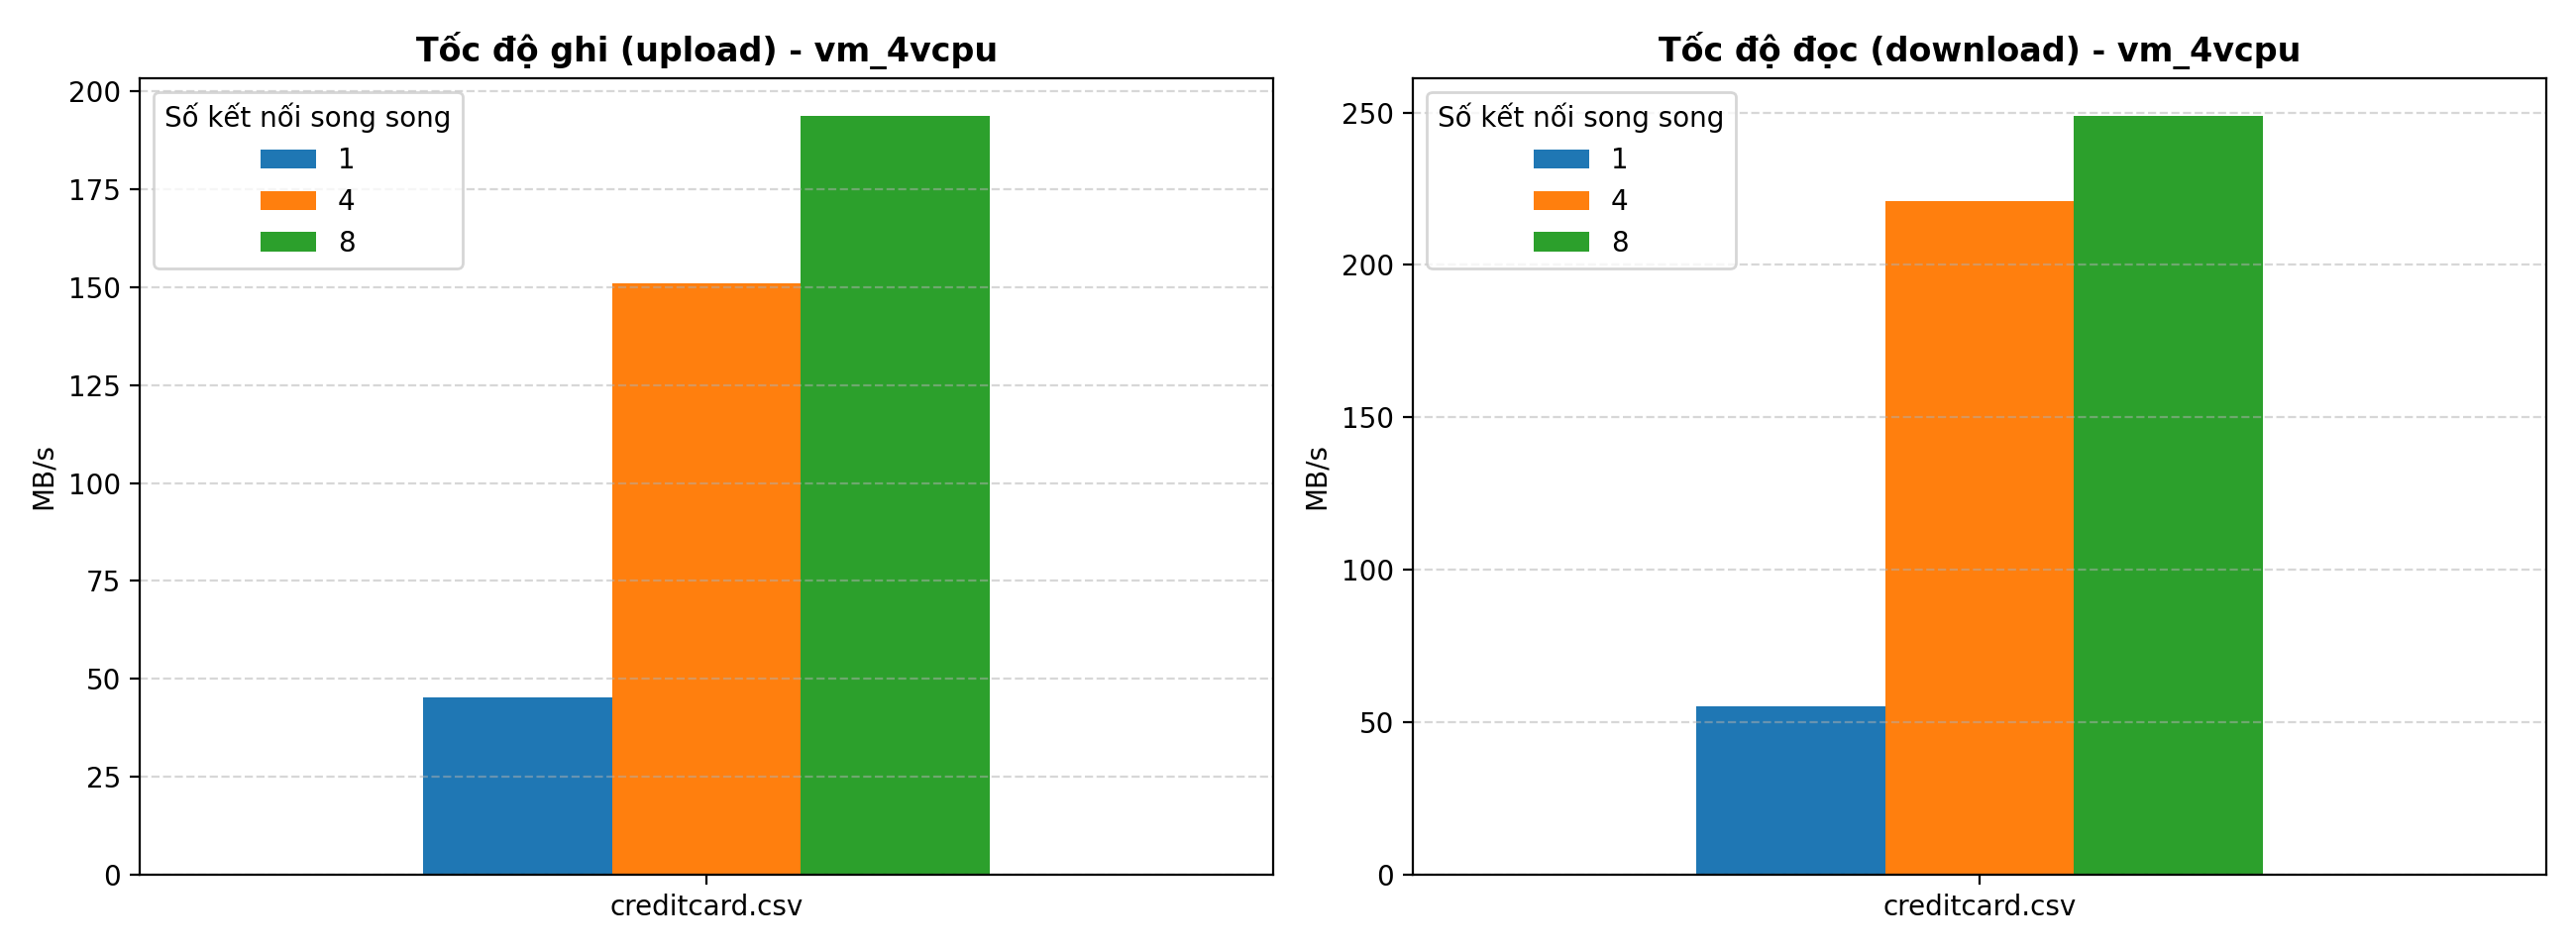 Tốc độ ghi (upload) - vm_4vcpu
MB/s
200
175
150
125
100
75
50
25
0
Số kết nối song song
1
4
8
creditcard.csv
Tốc độ đọc (download) - vm_4vcpu
MB/s
250
200
150
100
50
0
Số kết nối song song
1
4
8
creditcard.csv